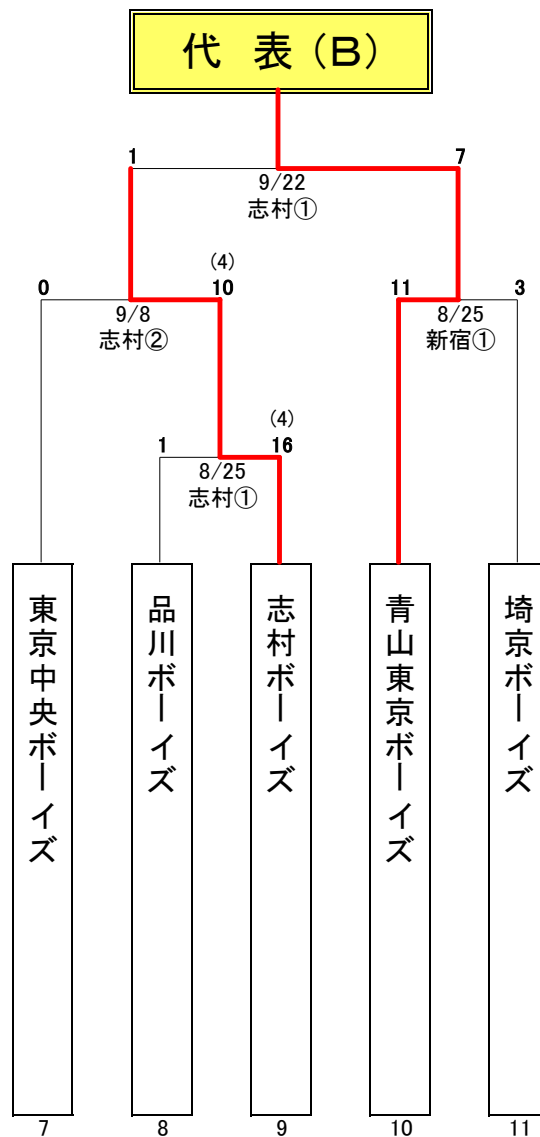 代 表（B）
1
7
9/22
志村①
(4)
0
10
11
3
9/8
志村②
8/25
新宿①
(4)
1
16
8/25
志村①
東京中央ボーイズ
品川ボーイズ
志村ボーイズ
青山東京ボーイズ
埼京ボーイズ
7
8
9
10
11